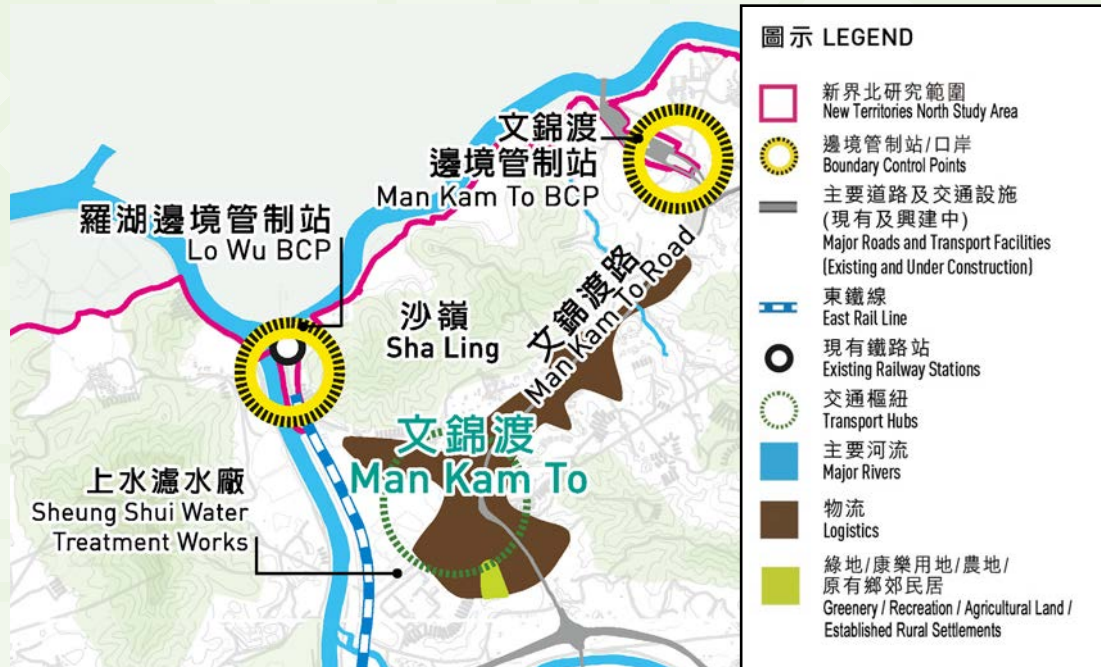 文錦渡
邊境管制站
Man Kam To BCP
羅湖邊境管制站
Lo Wu BCP
沙嶺
Sha Ling
文錦渡路
Man Kam To Road
文錦渡
Man Kam To
上水濾水廠
Sheung Shui Water
Treatment Works
圖示 LEGEND
新界北研究範圍
New Territories North Study Area
邊境管制站/口岸
Boundary Control Points
主要道路及交通設施
(現有及興建中)
Major Roads and Transport Facilities
(Existing and Under Construction)
東鐵線
East Rail Line
現有鐵路站
Existing Railway Stations
交通樞紐
Transport Hubs
主要河流
Major Rivers
物流
Logistics
綠地/康樂用地/農地/
原有鄉郊民居
Greenery / Recreation / Agricultural Land /
Established Rural Settlements